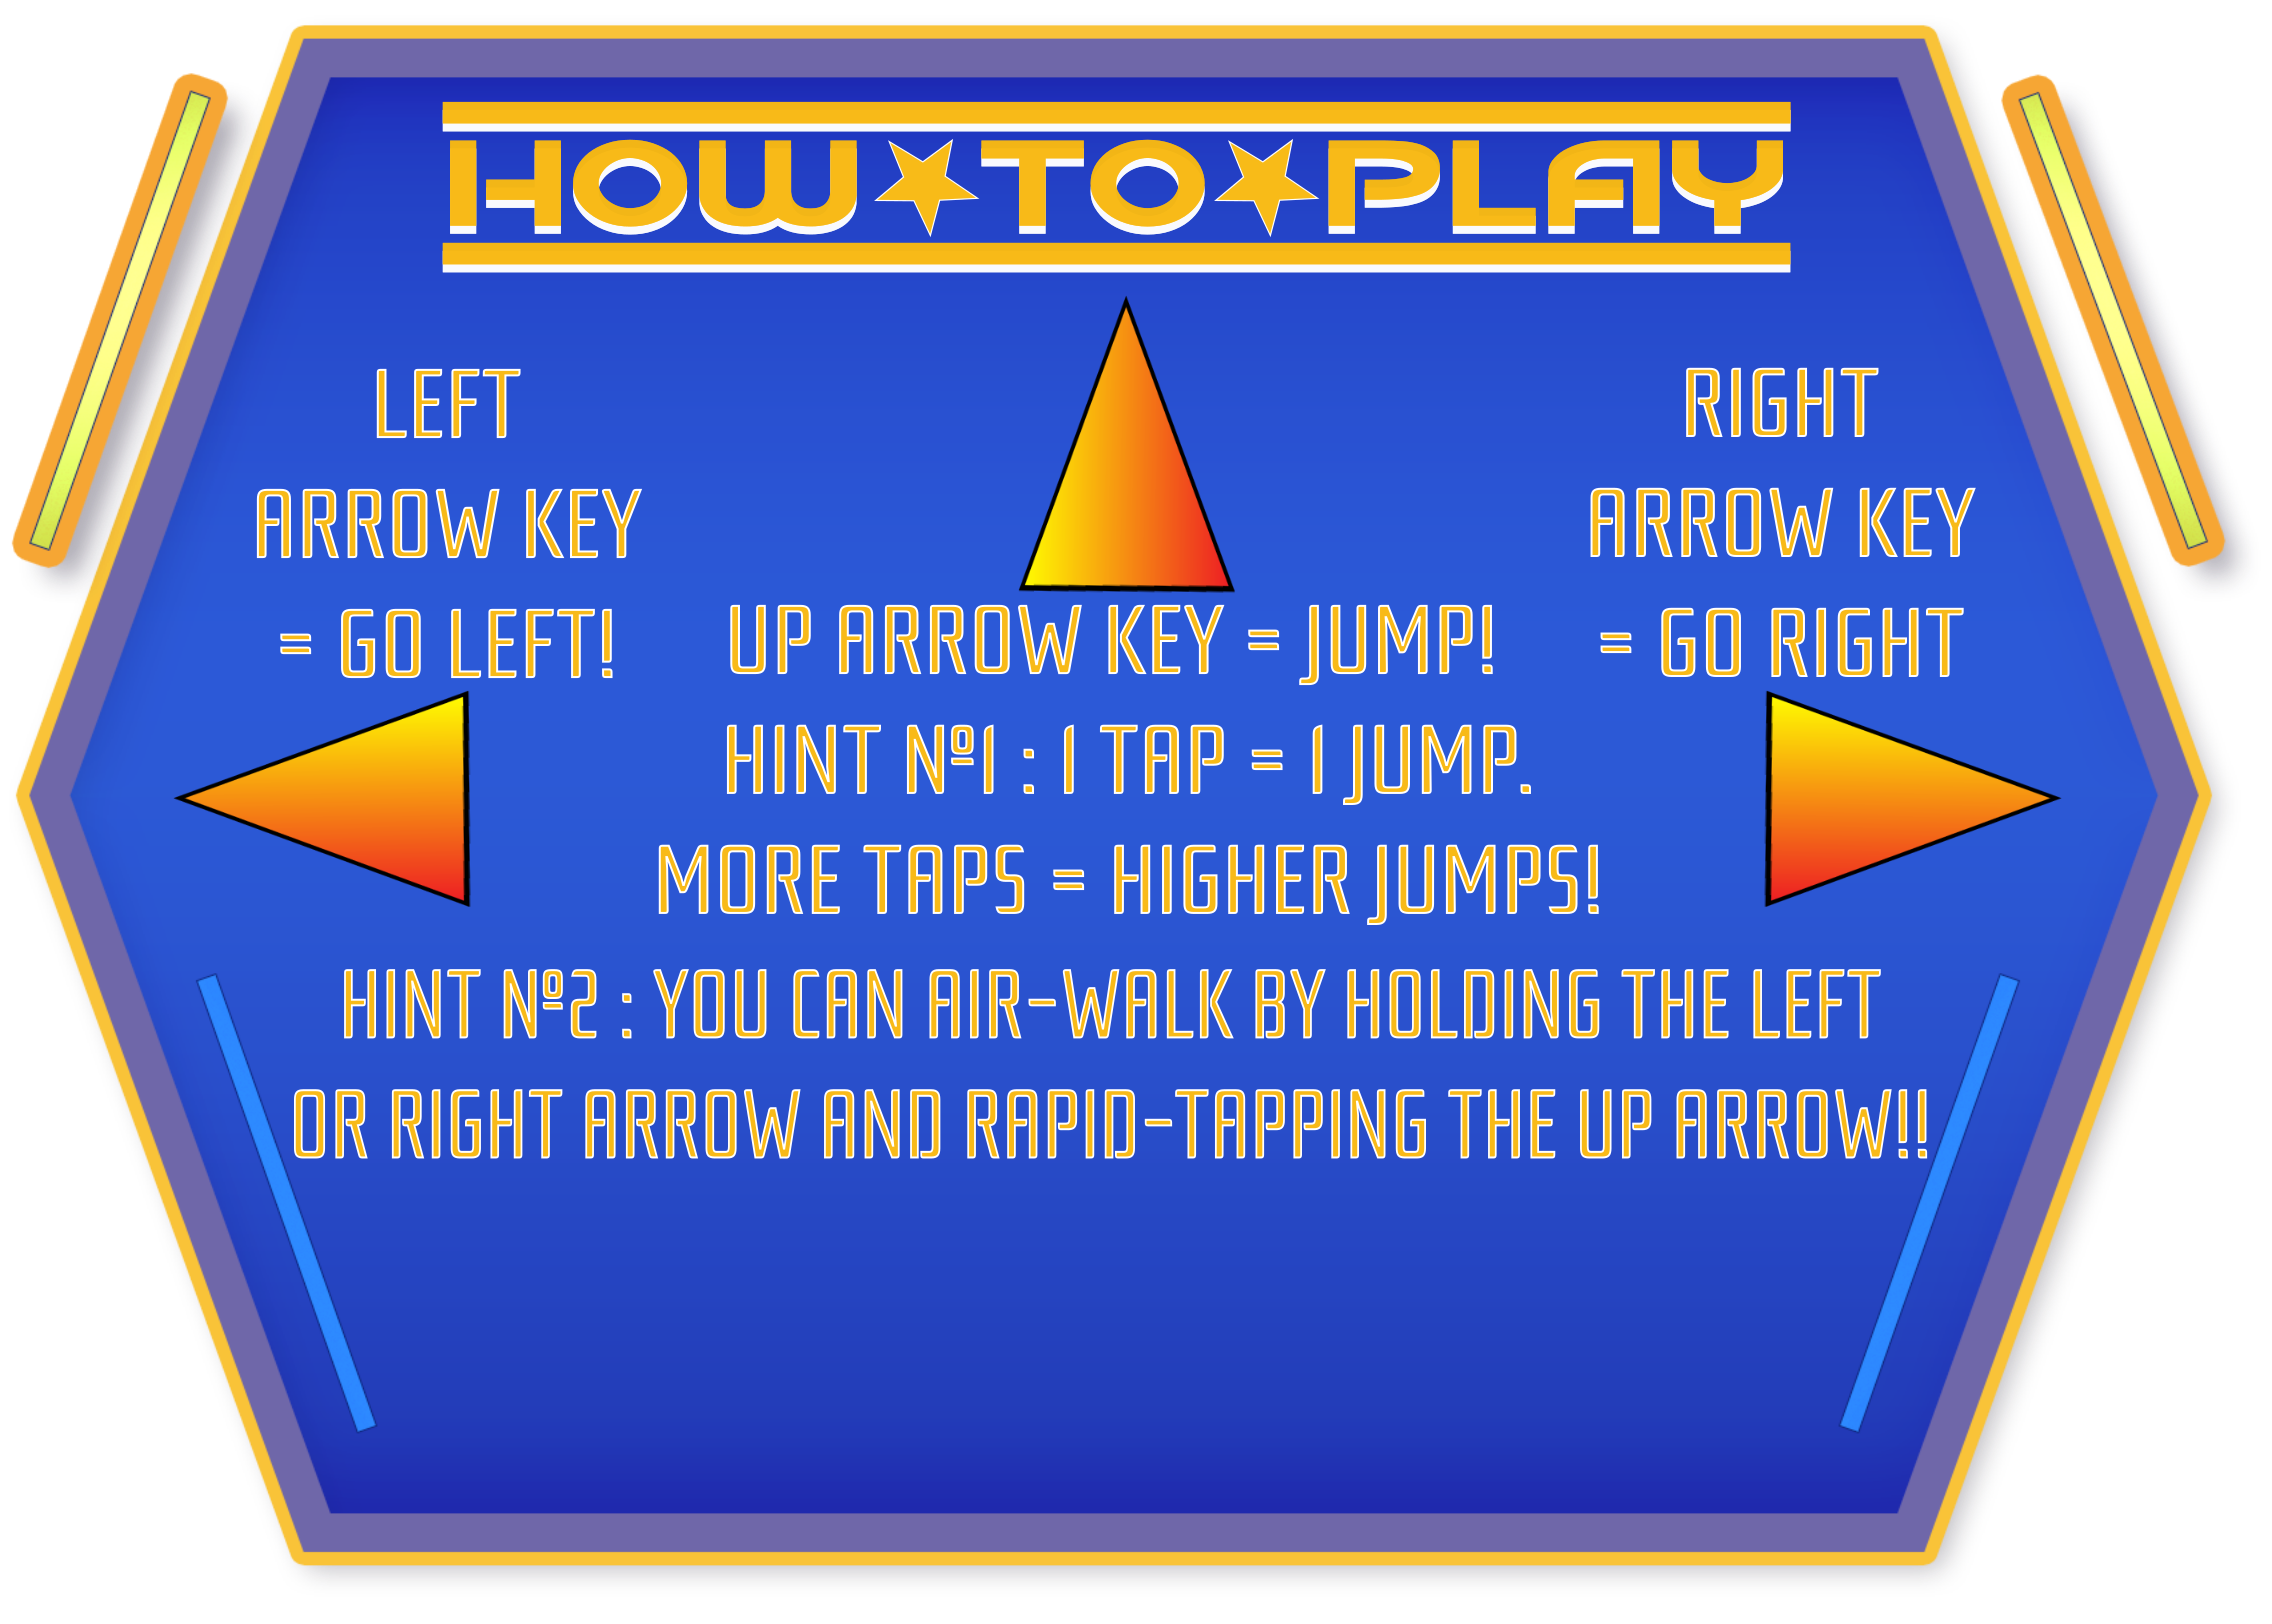 HOW★TO★PLAY
LEFT
ARROW KEY
= GO LEFT!
RIGHT
ARROW KEY
= GO RIGHT
UP ARROW KEY = JUMP!
HINT Nº1 : 1 TAP = 1 JUMP.
MORE TAPS = HIGHER JUMPS!
HINT Nº2 : YOU CAN AIR-WALK BY HOLDING THE LEFT
OR RIGHT ARROW AND RAPID-TAPPING THE UP ARROW!!